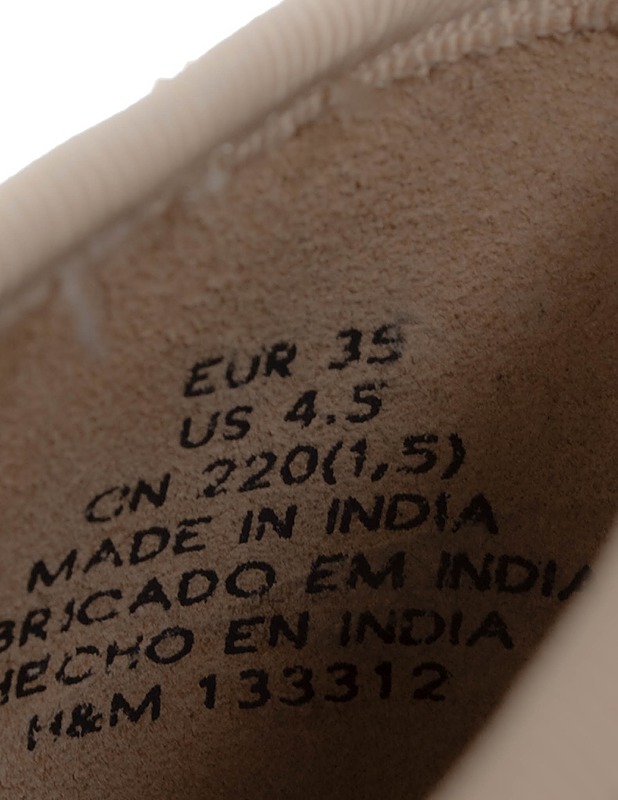 EUR 35
US 4.5
CN 220(1,5)
MADE IN INDIA
BRICADO EM INDIA
HECHO EN INDIA
H&M 133312